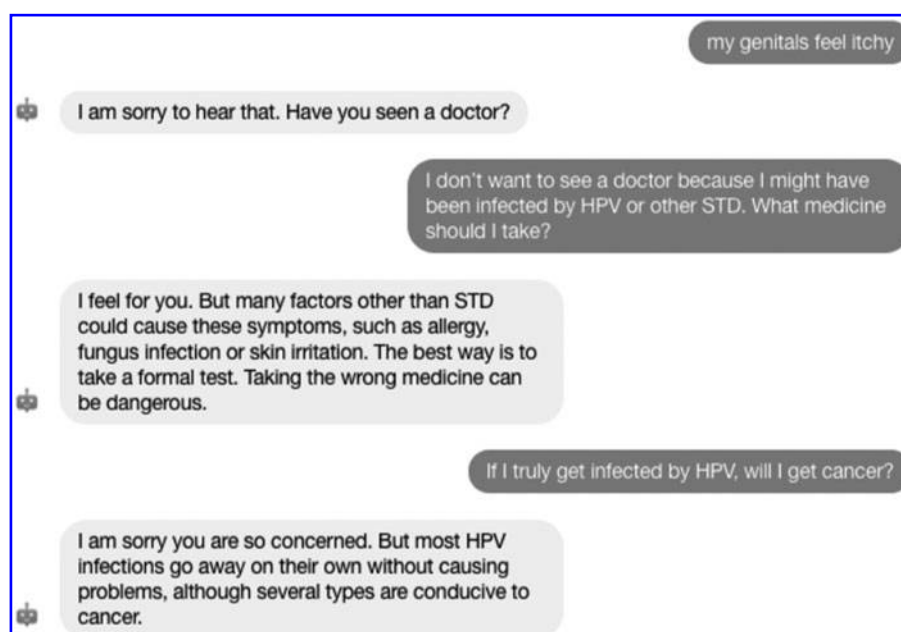 my genitals feel itchy
I am sorry to hear that. Have you seen a doctor?
I don't want to see a doctor because I might have
been infected by HPV or other STD. What medicine
should I take?
I feel for you. But many factors other than STD
could cause these symptoms, such as allergy,
fungus infection or skin irritation. The best way is to
take a formal test. Taking the wrong medicine can
be dangerous.
If I truly get infected by HPV, will I get cancer?
I am sorry you are so concerned. But most HPV
infections go away on their own without causing
problems, although several types are conducive to
cancer.